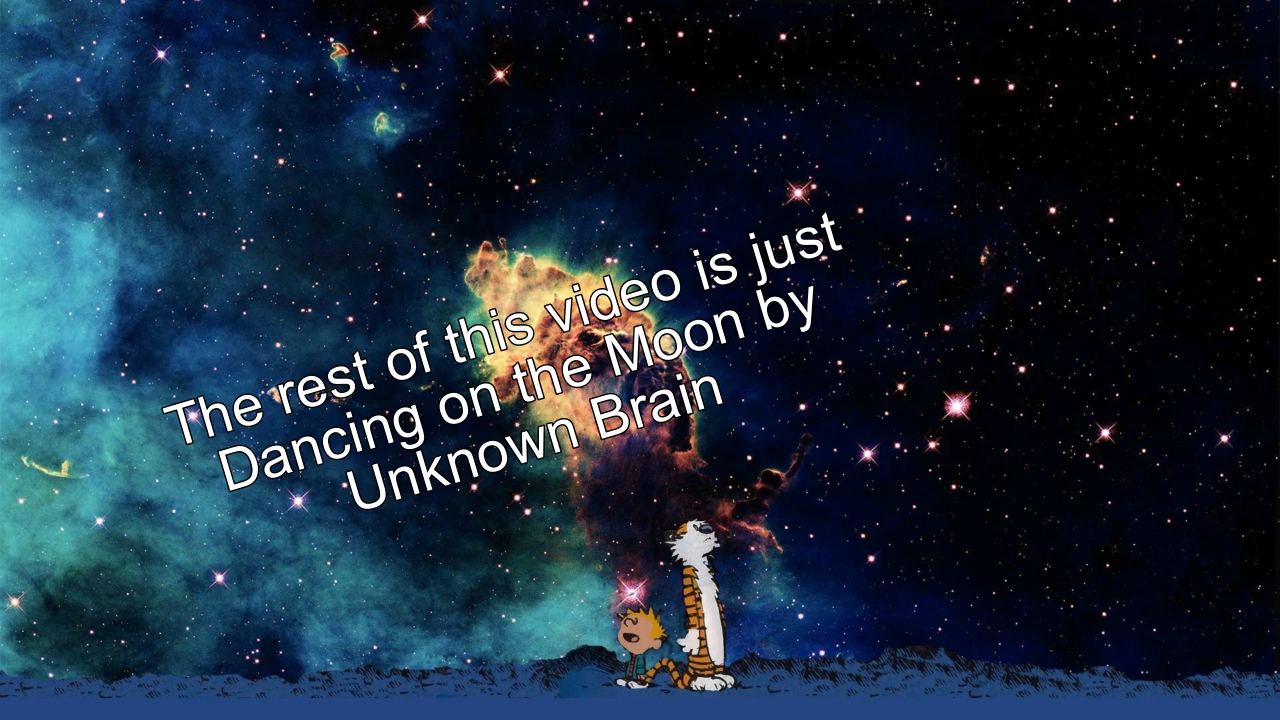 The rest of this video is just
Dancing on the Moon by
Unknown Brain